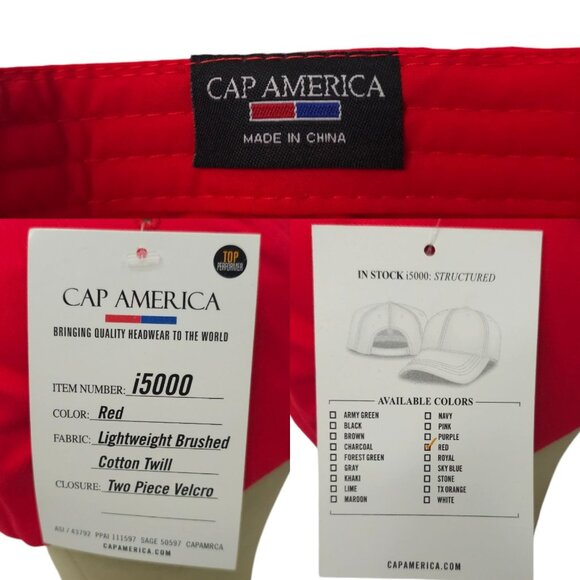 CAP AMERICA
MADE IN CHINA
TOP
PERFORMER
CAP AMERICA
BRINGING QUALITY HEADWEAR TO THE WORLD
ITEM NUMBER: i5000
COLOR: Red
FABRIC: Lightweight Brushed
Cotton Twill
CLOSURE: Two Piece Velcro
ASI / 43792 PPAI 111597 SAGE 50597 CAPAMRCA
CAPAMERICA.COM
IN STOCK i5000: STRUCTURED
AVAILABLE COLORS
ARMY GREEN
BLACK
BROWN
CHARCOAL
FOREST GREEN
GRAY
KHAKI
LIME
MAROON
NAVY
PINK
PURPLE
RED
ROYAL
SKY BLUE
STONE
TX ORANGE
WHITE
CAPAMERICA.COM